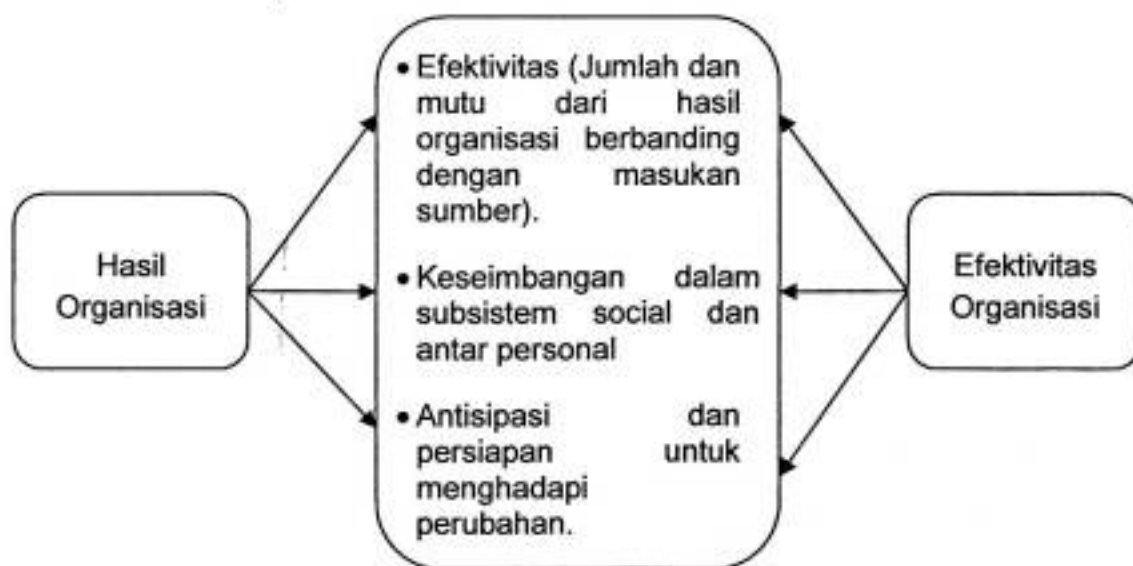 Hasil
Organisasi
• Efektivitas (Jumlah dan
mutu dari hasil
organisasi berbanding
dengan masukan
sumber).
• Keseimbangan dalam
subsistem social dan
antar personal
• Antisipasi dan
persiapan untuk
menghadapi
perubahan.
Efektivitas
Organisasi